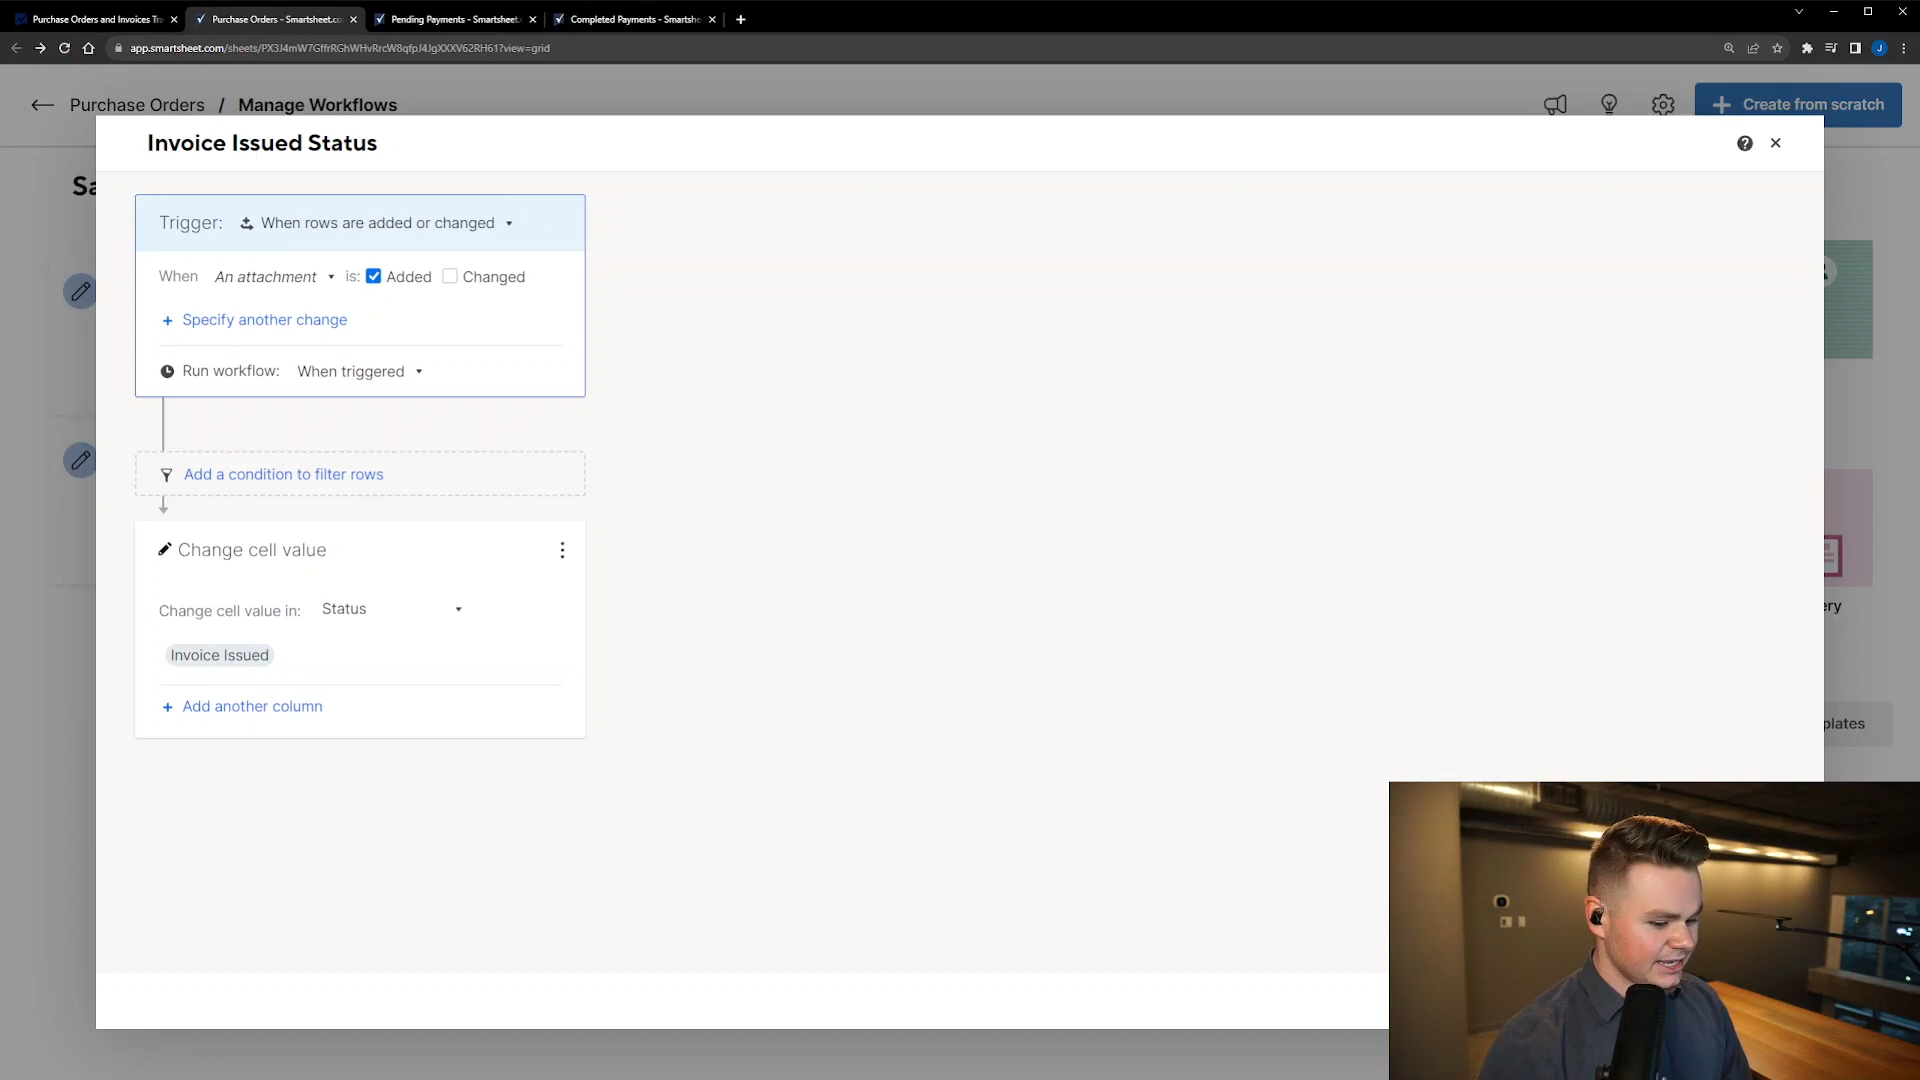 Purchase Orders and Invoices Tra
Purchase Orders - Smartsheet.co
Pending Payments - Smartsheet.
Completed Payments - Smartshe
app.smartsheet.com/sheets/PX3J4mW7GffrRGhWHvRrcW8qfpJ4JgXXXV62RH61?view=grid
J
Purchase Orders / Manage Workflows
Create from scratch
Invoice Issued Status
Sa
Trigger: When rows are added or changed
When An attachment is: Added Changed
+ Specify another change
Run workflow: When triggered
Add a condition to filter rows
Change cell value
Change cell value in: Status
ery
Invoice Issued
+ Add another column
plates